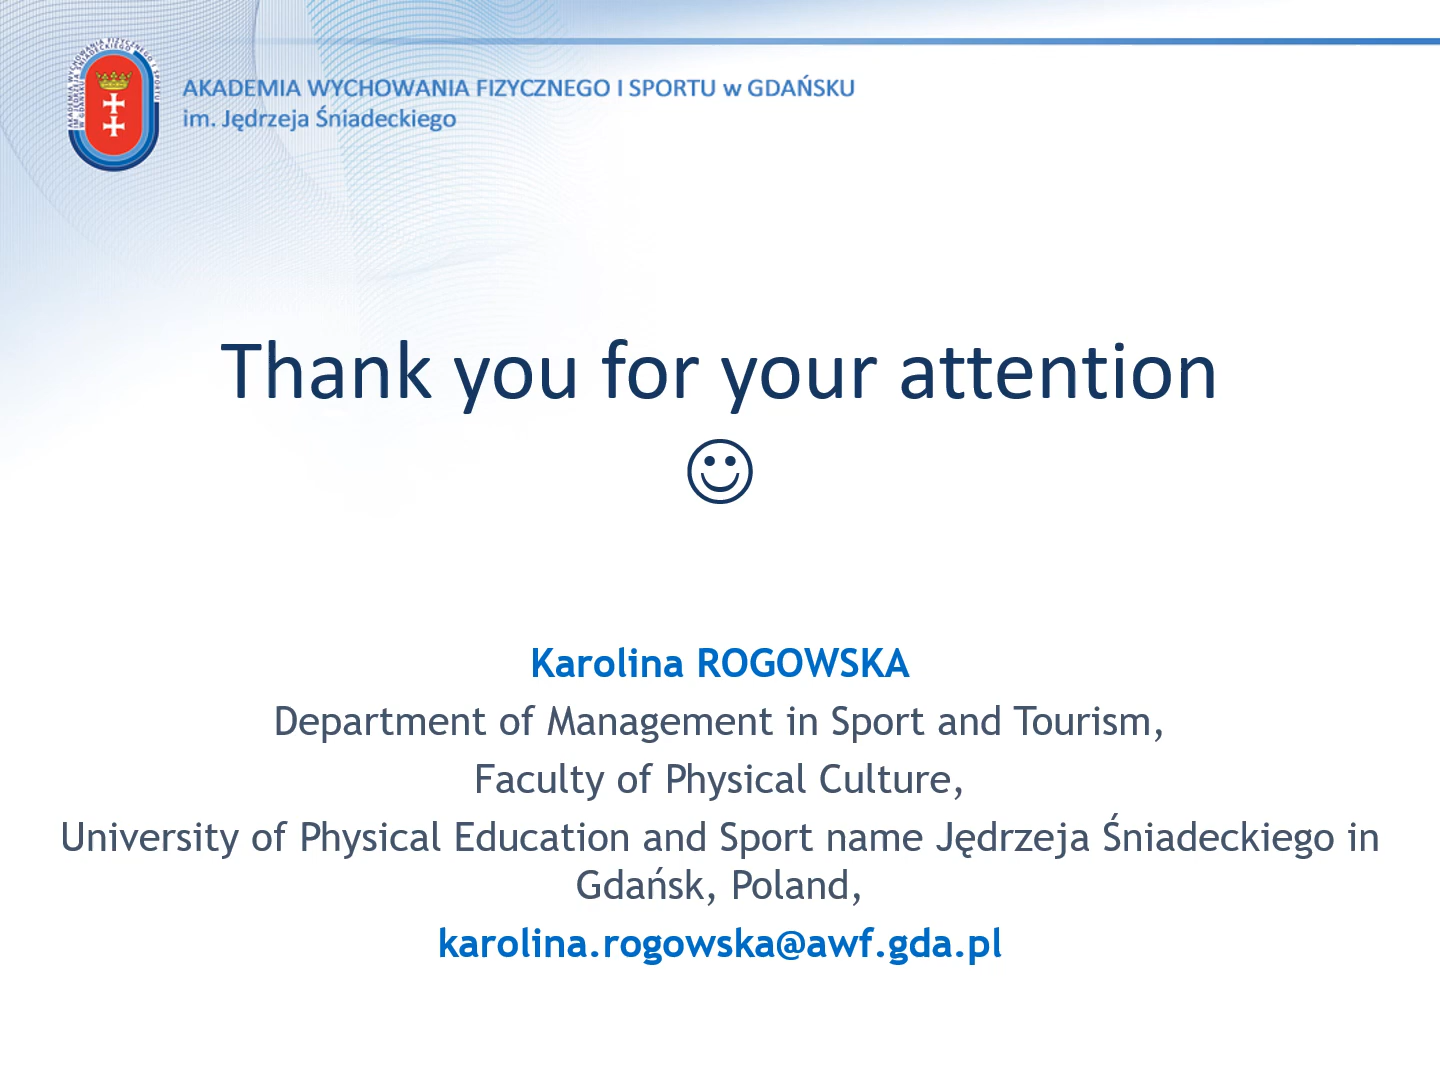 AKADEMIA WYCHOWANIA FIZYCZNEGO I SPORTU w GDAŃSKU
im. Jędrzeja Śniadeckiego
Thank you for your attention
Karolina ROGOWSKA
Department of Management in Sport and Tourism,
Faculty of Physical Culture,
University of Physical Education and Sport name Jędrzeja Śniadeckiego in
Gdańsk, Poland,
karolina.rogowska@awf.gda.pl